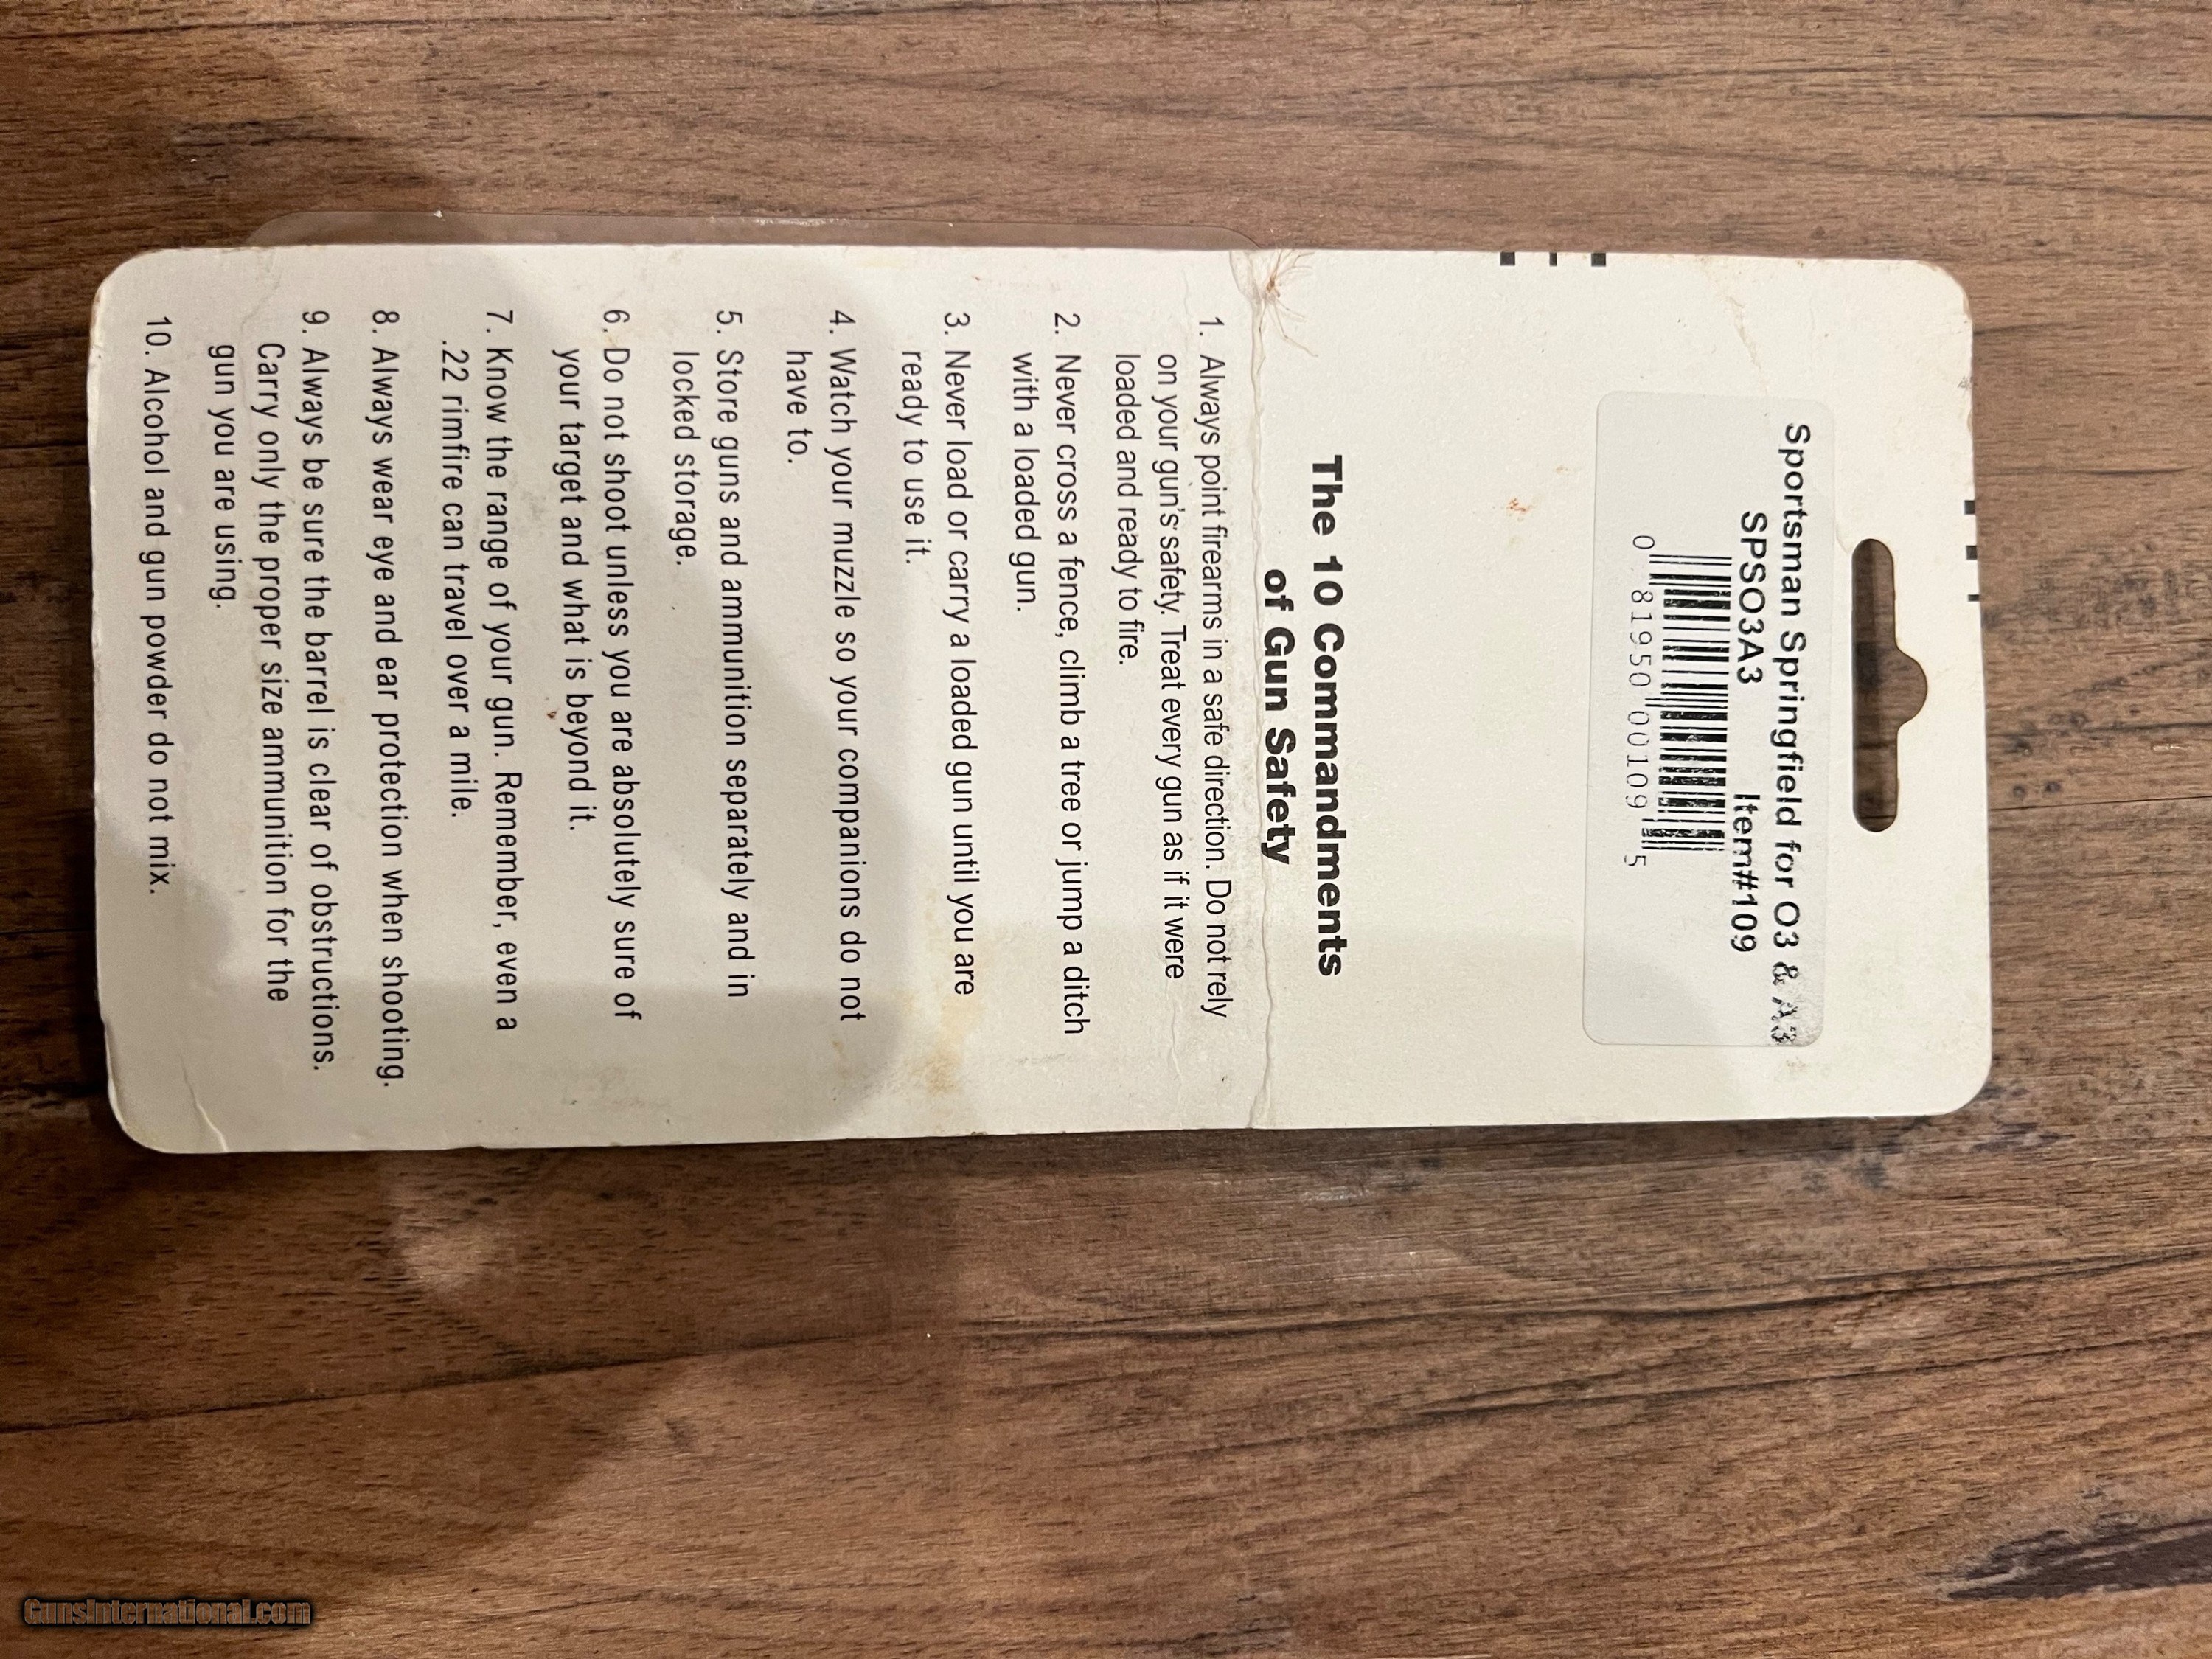 Sportsman Springfield for O3 & A3
SPSO3A3 Item#109
0 81950 00109 5
The 10 Commandments
of Gun Safety
1. Always point firearms in a safe direction. Do not rely
on your gun's safety. Treat every gun as if it were
loaded and ready to fire.
2. Never cross a fence, climb a tree or jump a ditch
with a loaded gun.
3. Never load or carry a loaded gun until you are
ready to use it.
4. Watch your muzzle so your companions do not
have to.
5. Store guns and ammunition separately and in
locked storage.
6. Do not shoot unless you are absolutely sure of
your target and what is beyond it.
7. Know the range of your gun. Remember, even a
.22 rimfire can travel over a mile.
8. Always wear eye and ear protection when shooting.
9. Always be sure the barrel is clear of obstructions.
Carry only the proper size ammunition for the
gun you are using.
10. Alcohol and gun powder do not mix.
GunsInternational.com